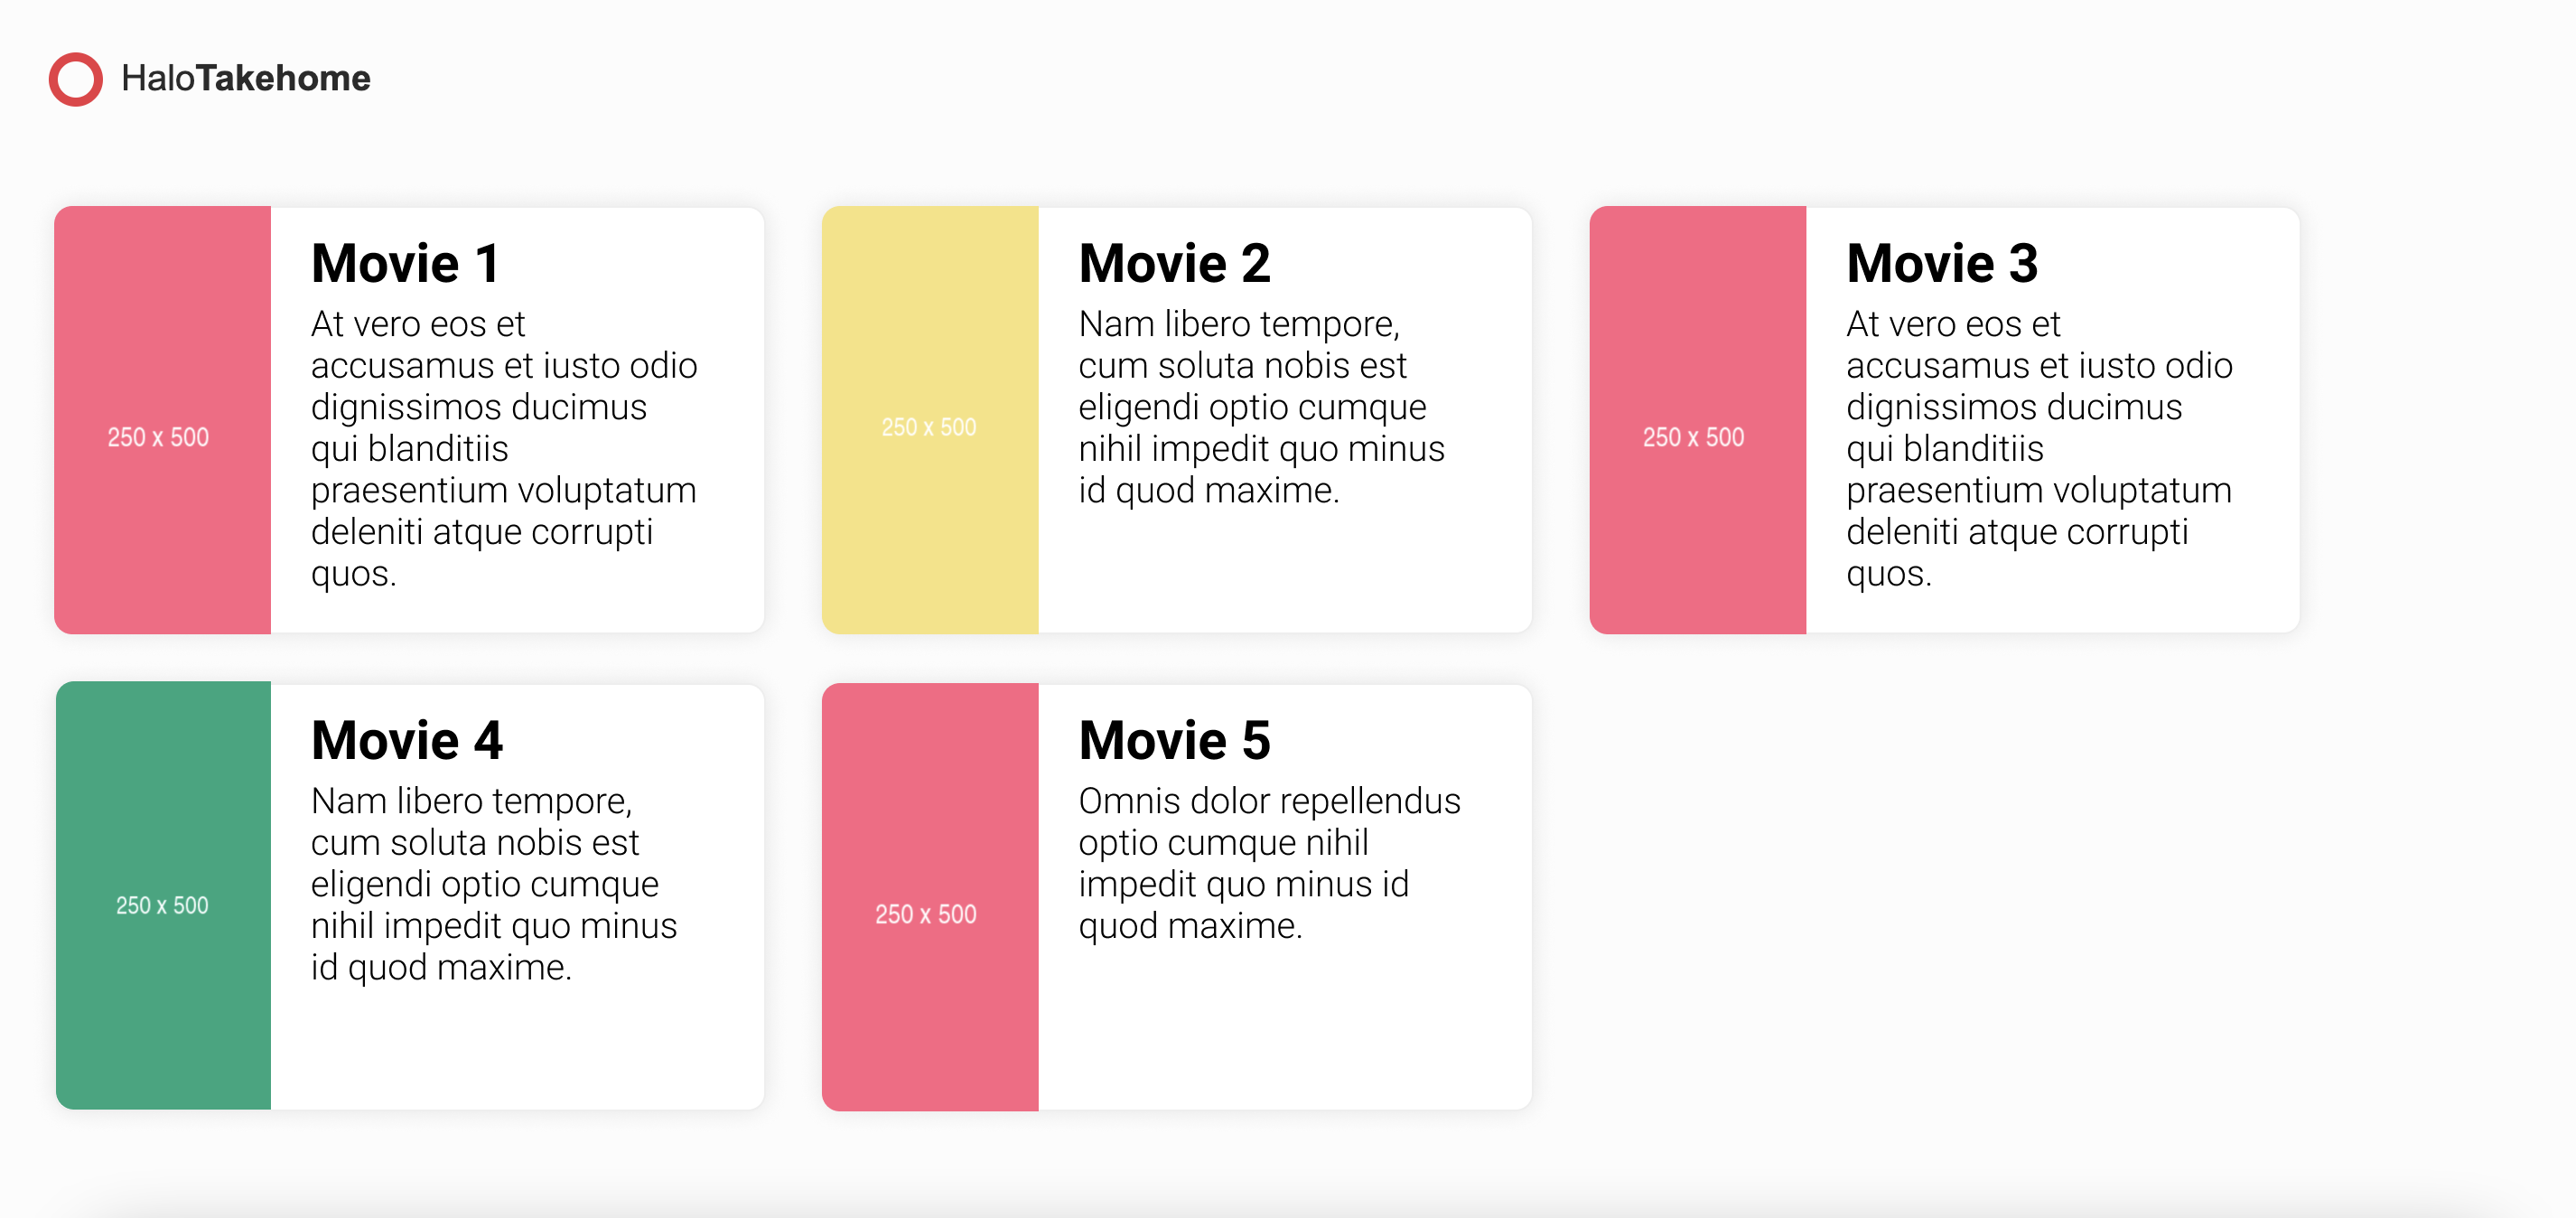 HaloTakehome
250 x 500
Movie 1
At vero eos et
accusamus et iusto odio
dignissimos ducimus
qui blanditiis
praesentium voluptatum
deleniti atque corrupti
quos.
250 x 500
Movie 2
Nam libero tempore,
cum soluta nobis est
eligendi optio cumque
nihil impedit quo minus
id quod maxime.
250 x 500
Movie 3
At vero eos et
accusamus et iusto odio
dignissimos ducimus
qui blanditiis
praesentium voluptatum
deleniti atque corrupti
quos.
250 x 500
Movie 4
Nam libero tempore,
cum soluta nobis est
eligendi optio cumque
nihil impedit quo minus
id quod maxime.
250 x 500
Movie 5
Omnis dolor repellendus
optio cumque nihil
impedit quo minus id
quod maxime.